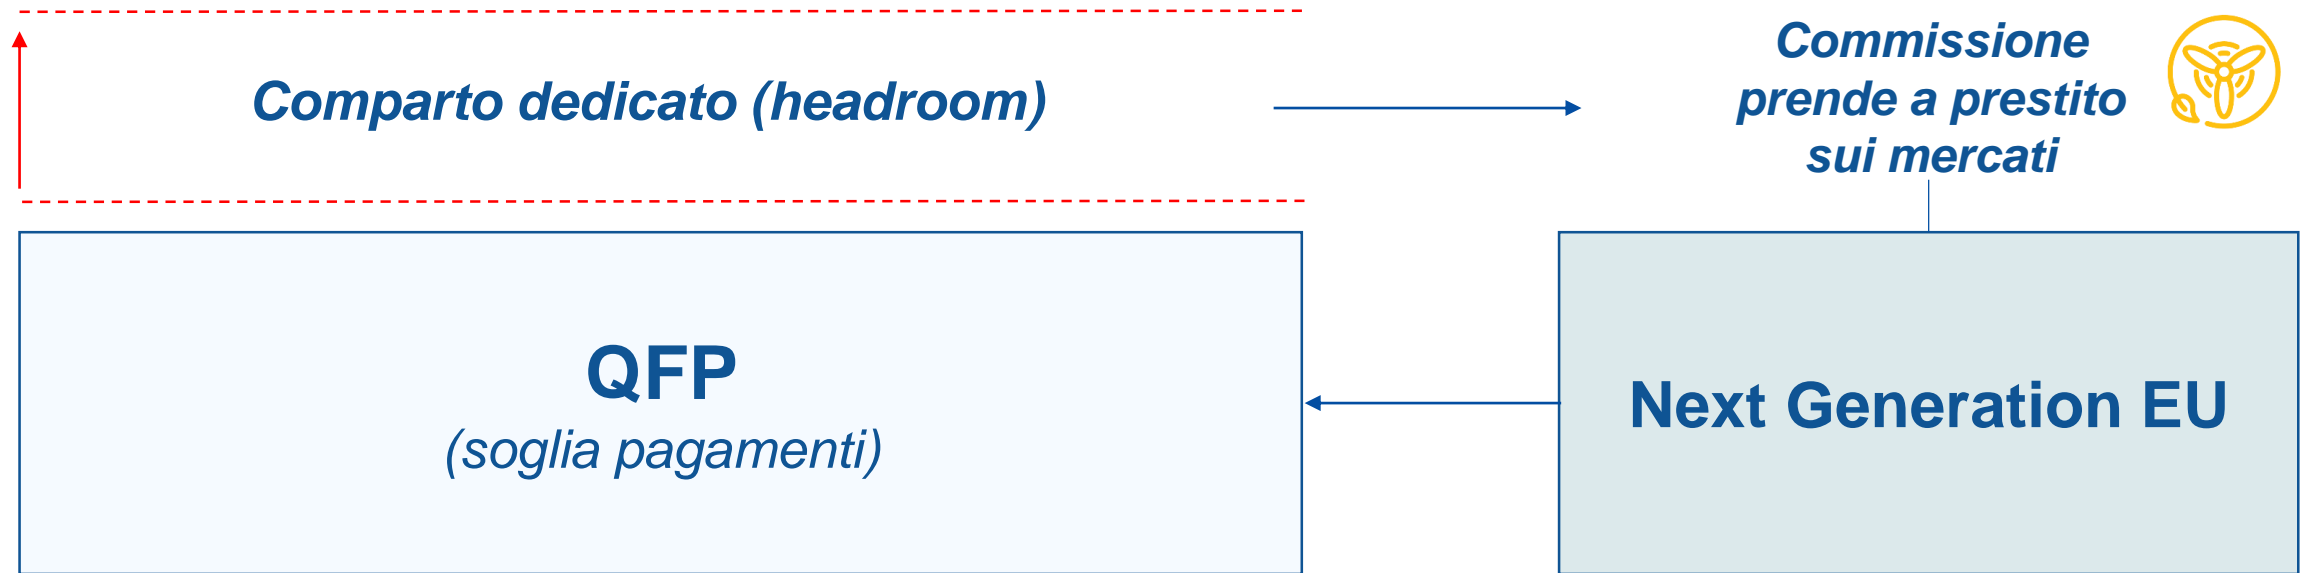 Comparto dedicato (headroom)
Commissione
prende a prestito
sui mercati
QFP
(soglia pagamenti)
Next Generation EU